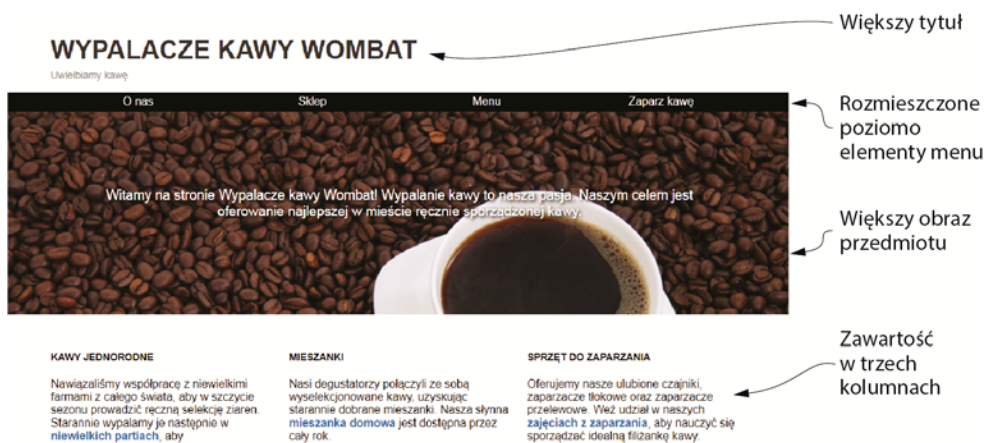 WYPALACZE KAWY WOMBAT
Uwielbiamy kawę
Większy tytuł
O nas Sklep Menu Zaparz kawę
Rozmieszczone
poziomo
elementy menu
Witamy na stronie Wypalacze kawy Wombat! Wypalanie kawy to nasza pasja. Naszym celem jest
oferowanie najlepszej w mieście ręcznie sporządzonej kawy.
Większy obraz
przedmiotu
KAWY JEDNORODNE
Nawiązaliśmy współpracę z niewielkimi
farmami z całego świata, aby w szczycie
sezonu prowadzić ręczną selekcję ziaren.
Starannie wypalamy je następnie w
niewielkich partiach, aby
MIESZANKI
Nasi degustatorzy połączyli ze sobą
wyselekcjonowane kawy, uzyskując
starannie dobrane mieszanki. Nasza słynna
mieszanka domowa jest dostępna przez
cały rok.
SPRZĘT DO ZAPARZANIA
Oferujemy nasze ulubione czajniki,
zaparzacze tłokowe oraz zaparzacze
przelewowe. Weź udział w naszych
zajęciach z zaparzania, aby nauczyć się
sporządzać idealną filiżankę kawy.
Zawartość
w trzech
kolumnach